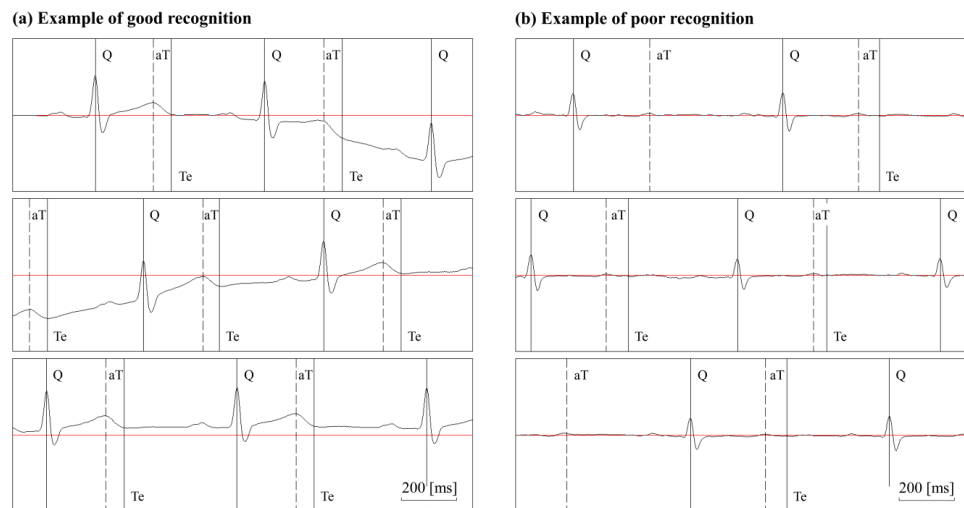 (a) Example of good recognition
Q aT Q aT Q
Te Te
aT Q aT Q aT
Te Te Te
Q aT Q aT Q
Te Te
200 [ms]
(b) Example of poor recognition
Q aT Q aT
Te
Q aT Q aT Q
Te Te
aT Q aT Q
Te
200 [ms]